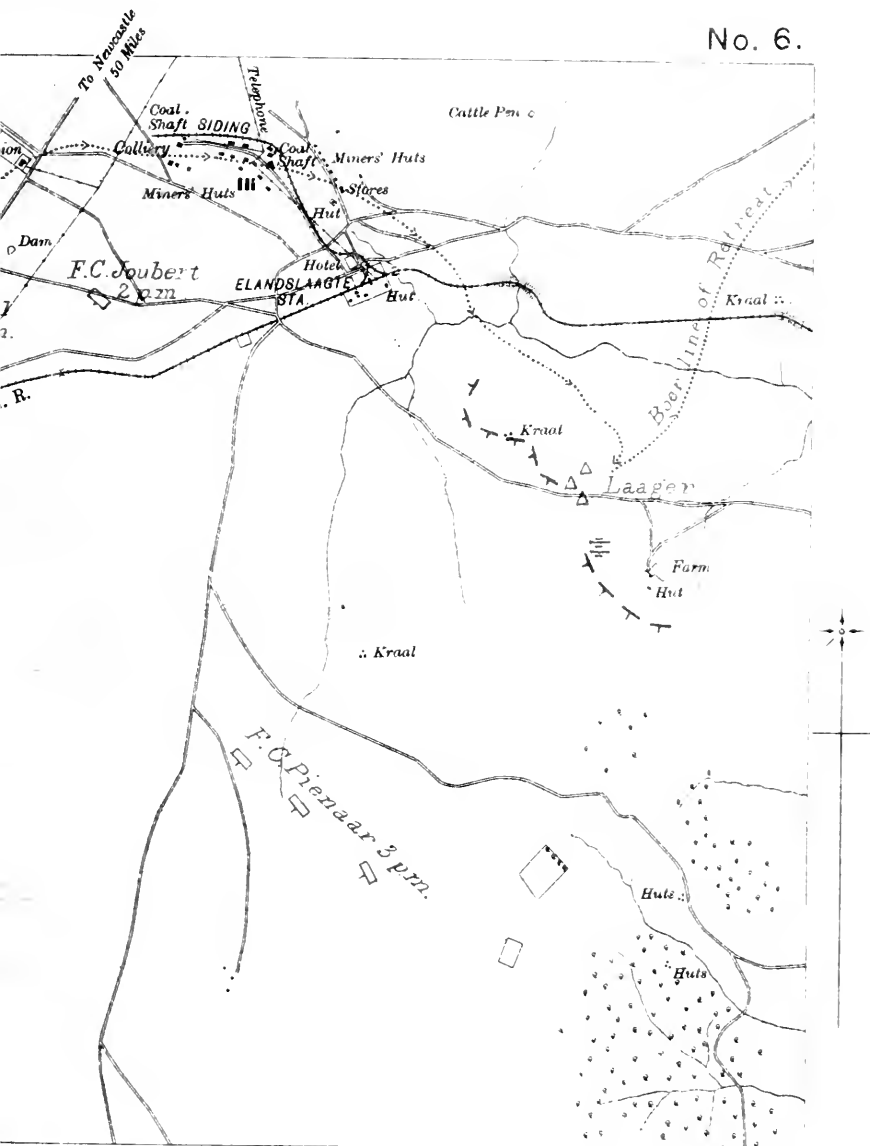 No. 6.
To Newcastle
50 Miles
Telephone
Coal
Shaft SIDING
Cattle Pen
Colliery
Coal
Shaft
Miners' Huts
Miners' Huts
Stores
Hut
Dam
F.C. Joubert
2 p.m
Hotel
ELANDSLAAGTE
STA.
Hut
Kraal
Boer line of Retreat
R.
Kraal
Laager
Farm
Hut
Kraal
F.C. Pienaar 3 p.m.
Huts
Huts